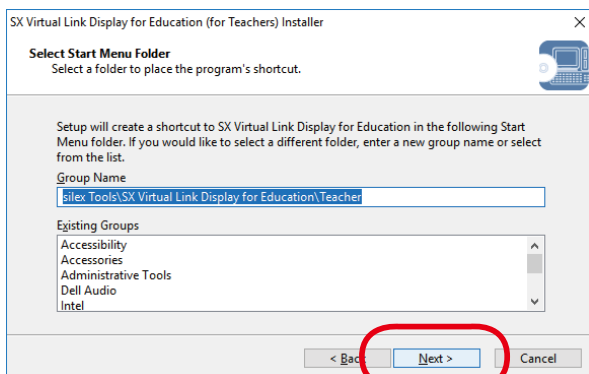 SX Virtual Link Display for Education (for Teachers) Installer
Select Start Menu Folder
Select a folder to place the program's shortcut.
Setup will create a shortcut to SX Virtual Link Display for Education in the following Start
Menu folder. If you would like to select a different folder, enter a new group name or select
from the list.
Group Name
silex Tools\SX Virtual Link Display for Education\Teacher
Existing Groups
Accessibility
Accessories
Administrative Tools
Dell Audio
Intel
< Back
Next >
Cancel